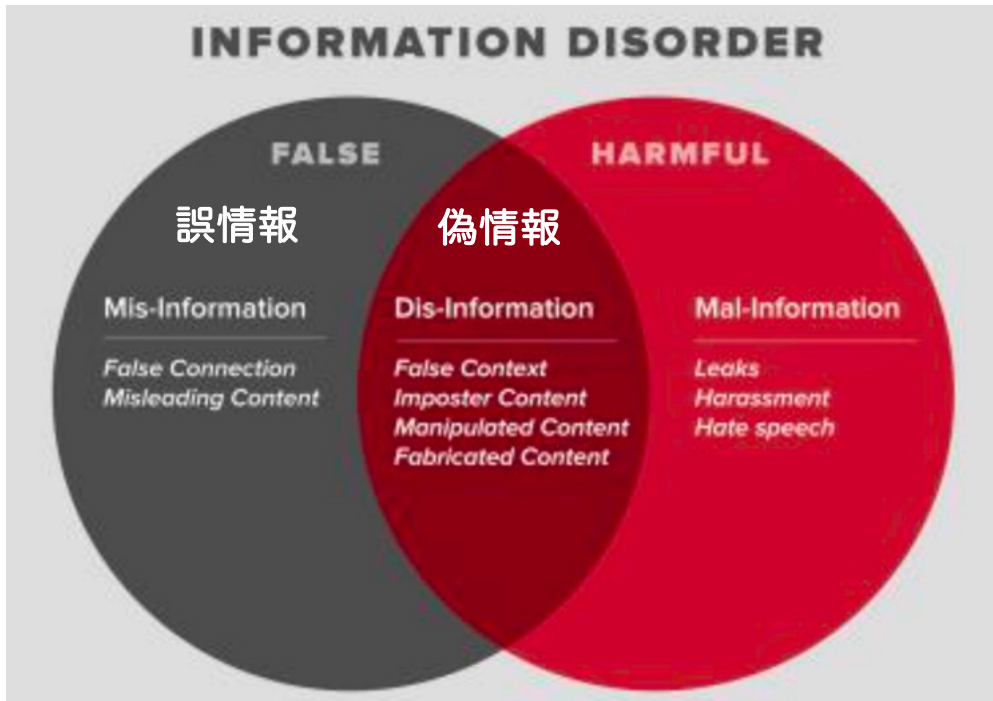 INFORMATION DISORDER
FALSE
HARMFUL
誤情報
偽情報
Mis-Information
False Connection
Misleading Content
Dis-Information
False Context
Imposter Content
Manipulated Content
Fabricated Content
Mal-Information
Leaks
Harassment
Hate speech